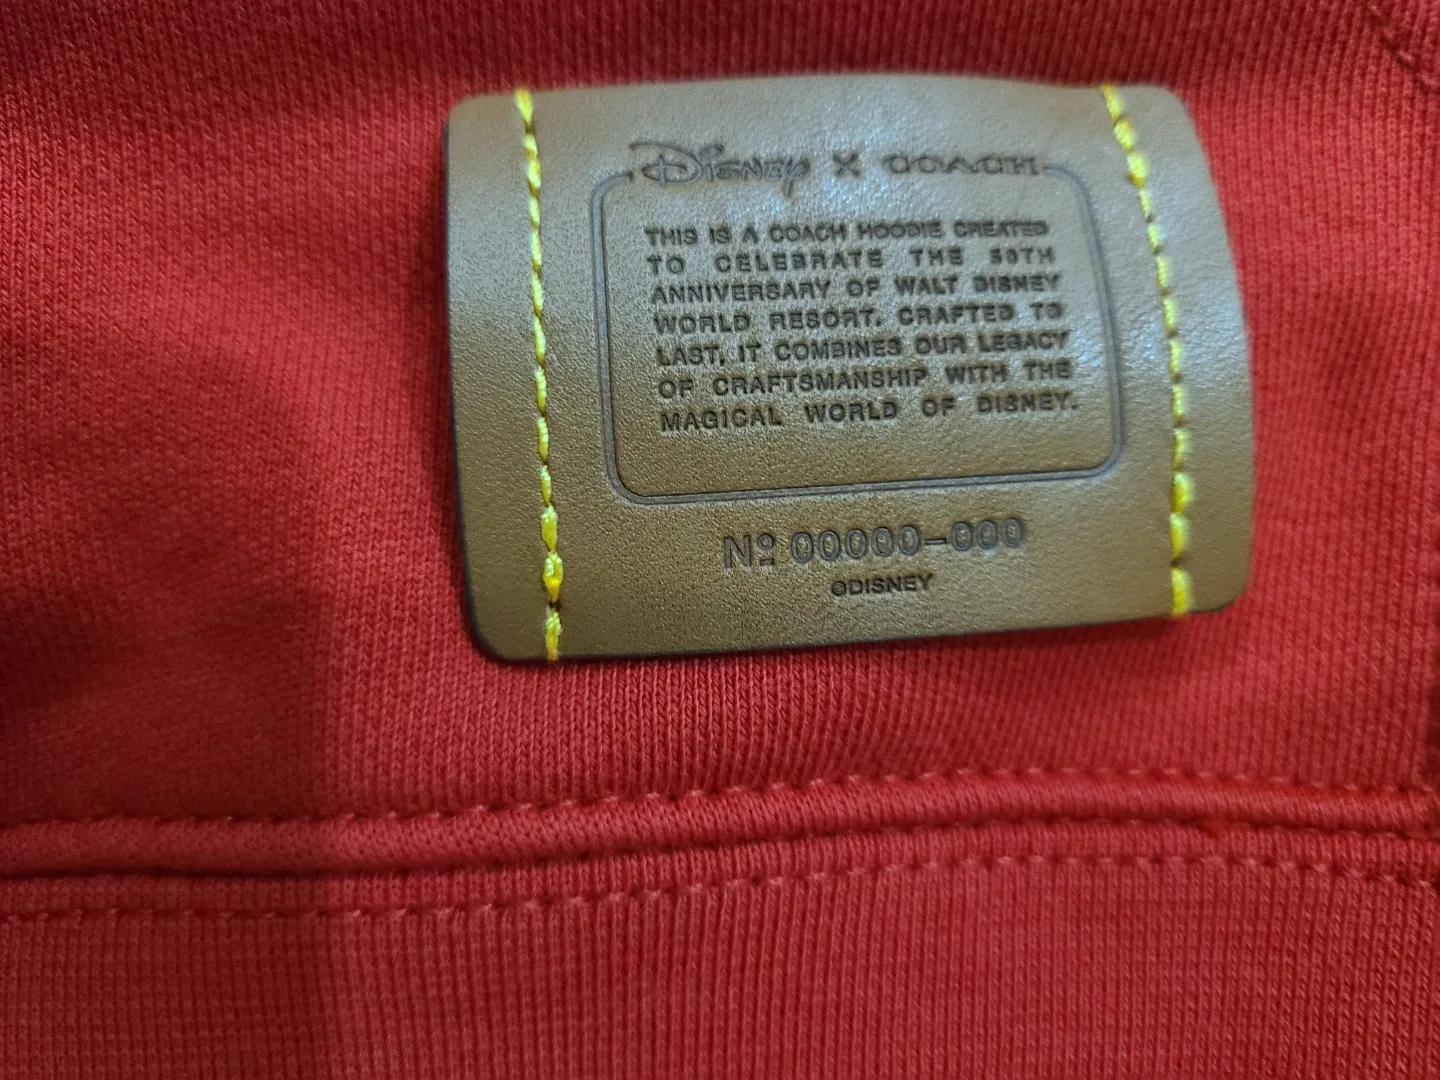 DISNEY X COACH
THIS IS A COACH HOODIE CREATED
TO CELEBRATE THE 50TH
ANNIVERSARY OF WALT DISNEY
WORLD RESORT. CRAFTED TO
LAST, IT COMBINES OUR LEGACY
OF CRAFTSMANSHIP WITH THE
MAGICAL WORLD OF DISNEY.
Nº 00000-000
©DISNEY